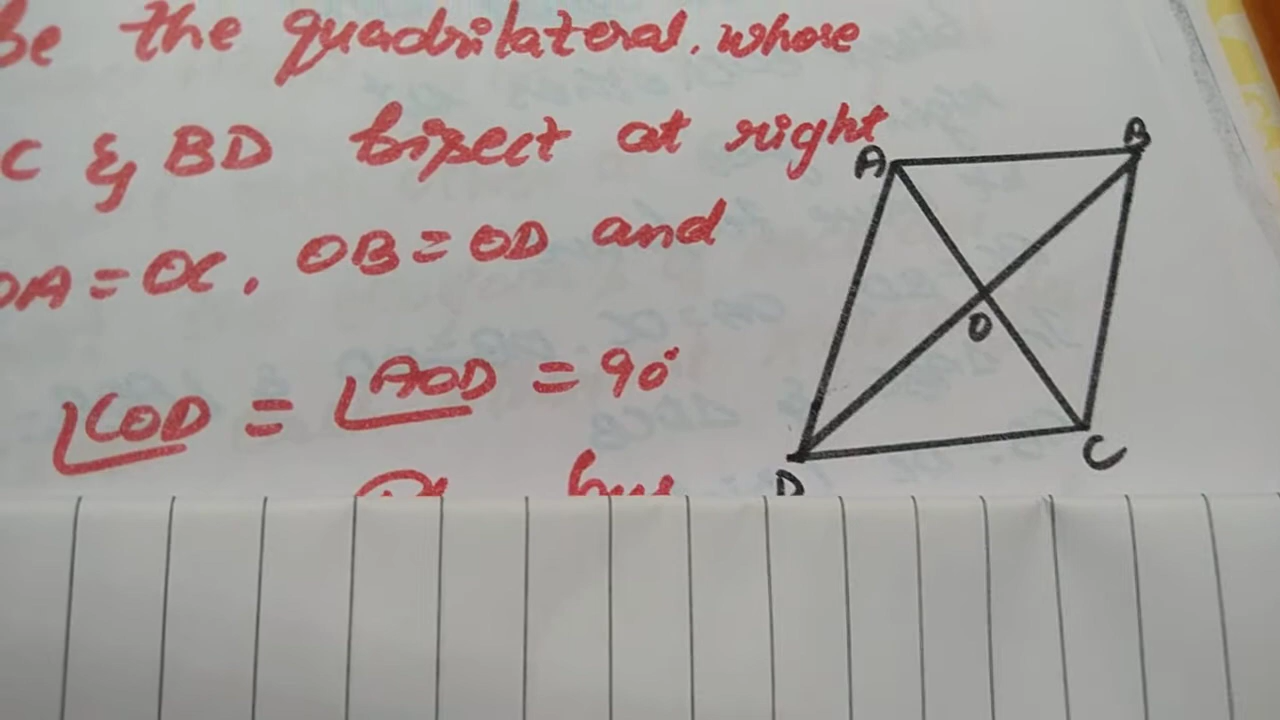 be the quadrilateral. whose
C & BD bisect at right
OA = OC, OB = OD and
∠COD = ∠AOD = 90°
A
B
O
C
D